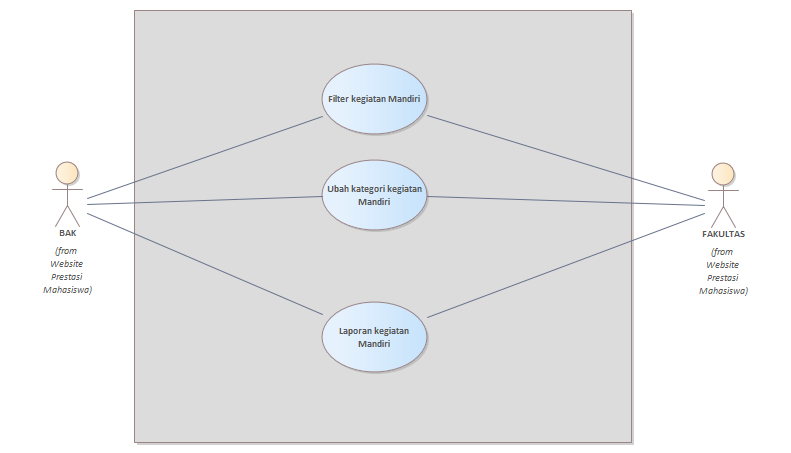 Filter kegiatan Mandiri
Ubah kategori kegiatan
Mandiri
Laporan kegiatan
Mandiri
BAK
(from
Website
Prestasi
Mahasiswa)
FAKULTAS
(from
Website
Prestasi
Mahasiswa)